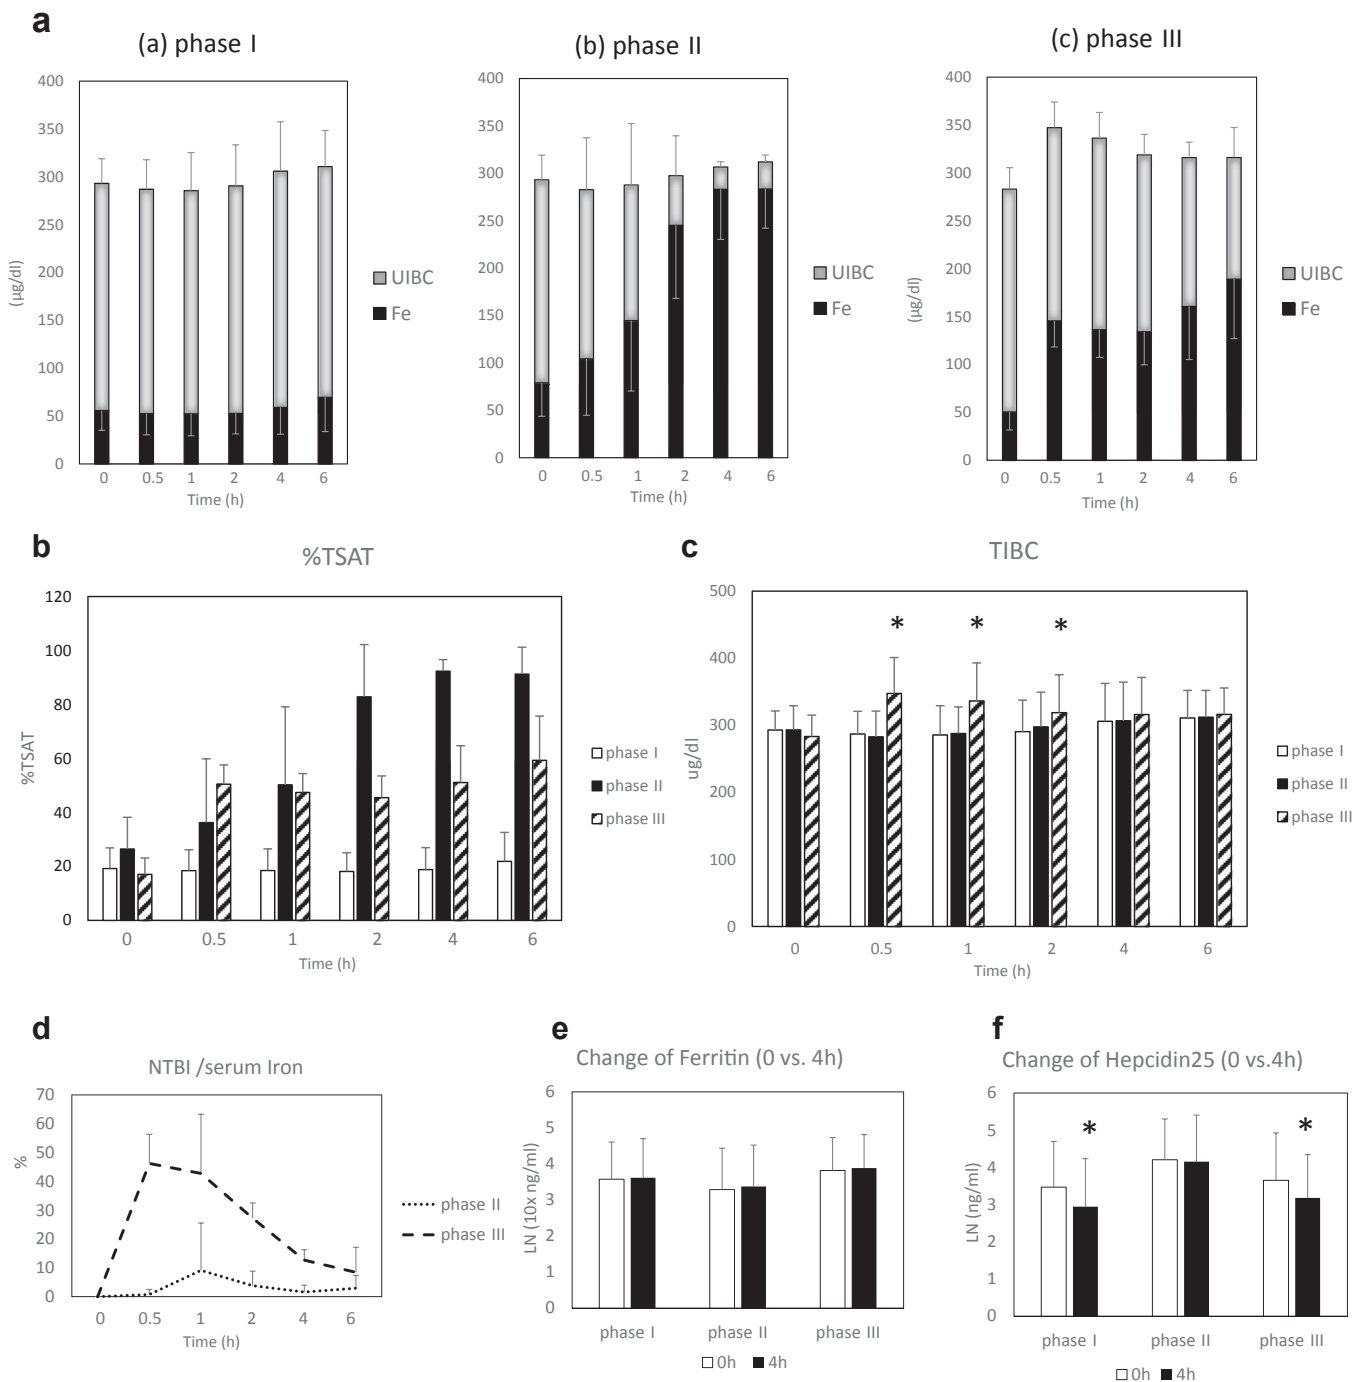 a
(a) phase I
(b) phase II
(c) phase III
400
350
300
250
200
150
100
50
0
(µg/dl)
0 0.5 1 2 4 6
Time (h)
UIBC
Fe
400
350
300
250
200
150
100
50
0
0 0.5 1 2 4 6
Time (h)
UIBC
Fe
400
350
300
250
200
150
100
50
0
(µg/dl)
0 0.5 1 2 4 6
Time (h)
UIBC
Fe
b
%TSAT
120
100
80
60
40
20
0
%TSAT
0 0.5 1 2 4 6
Time (h)
phase I
phase II
phase III
c
TIBC
500
400
300
200
100
0
ug/dl
* * *
0 0.5 1 2 4 6
Time (h)
phase I
phase II
phase III
d
NTBI /serum Iron
70
60
50
40
30
20
10
0
%
0 0.5 1 2 4 6
Time (h)
phase II
phase III
e
Change of Ferritin (0 vs. 4h)
6
5
4
3
2
1
0
LN (10x ng/ml)
phase I phase II phase III
0h 4h
f
Change of Hepcidin25 (0 vs.4h)
6
5
4
3
2
1
0
LN (ng/ml)
* *
phase I phase II phase III
0h 4h